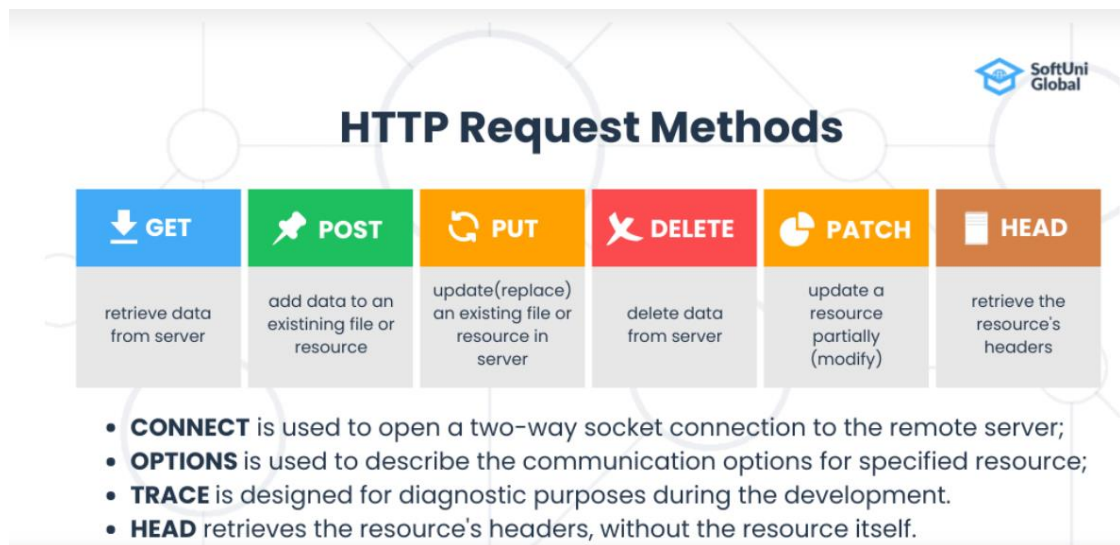 SoftUni
Global
HTTP Request Methods
GET
POST
PUT
DELETE
PATCH
HEAD
retrieve data
from server
add data to an
existining file or
resource
update(replace)
an existing file or
resource in
server
delete data
from server
update a
resource
partially
(modify)
retrieve the
resource's
headers
• CONNECT is used to open a two-way socket connection to the remote server;
• OPTIONS is used to describe the communication options for specified resource;
• TRACE is designed for diagnostic purposes during the development.
• HEAD retrieves the resource's headers, without the resource itself.